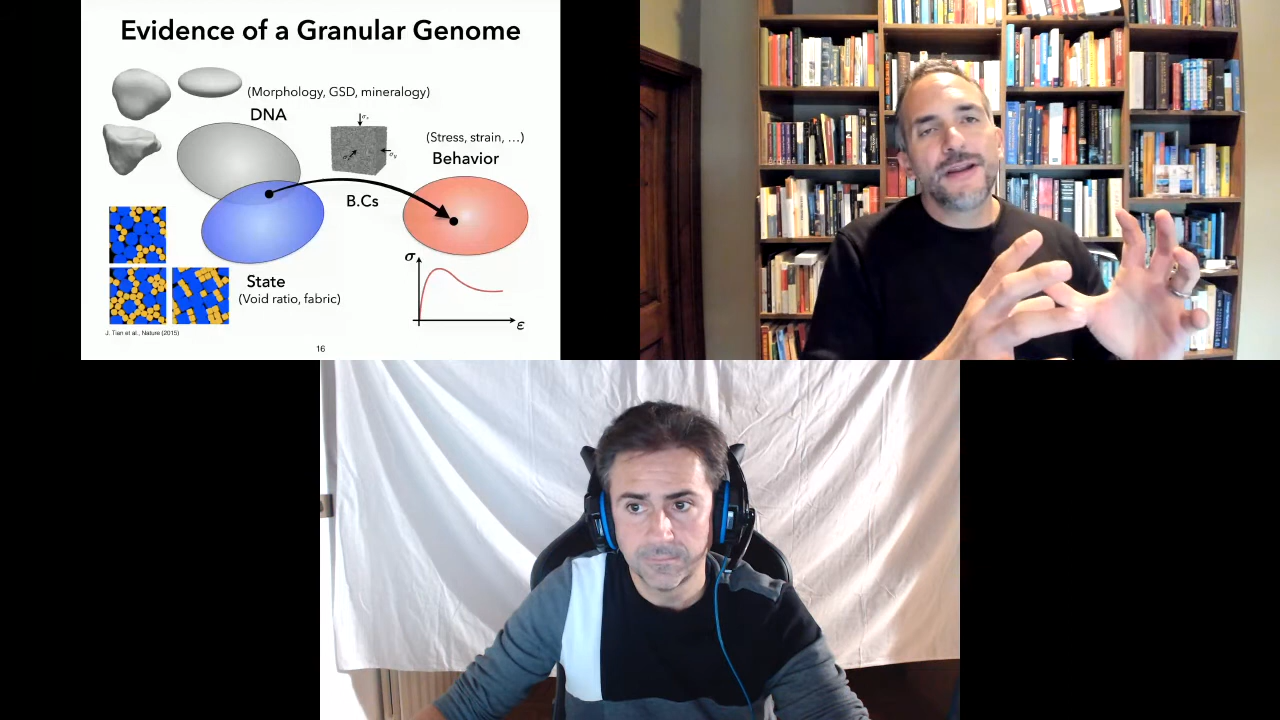 Evidence of a Granular Genome
(Morphology, GSD, mineralogy)
DNA
(Stress, strain, ...)
Behavior
B.Cs
σ
State
(Void ratio, fabric)
ε
J. Tian et al., Nature (2015)
16